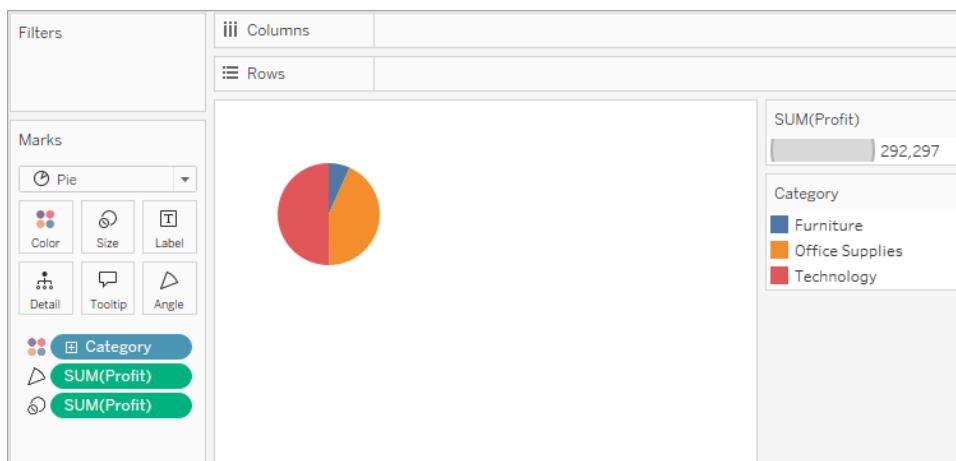 Filters
Columns
Rows
Marks
Pie
Color
Size
T
Label
Detail
Tooltip
Angle
Category
SUM(Profit)
SUM(Profit)
SUM(Profit)
292,297
Category
Furniture
Office Supplies
Technology